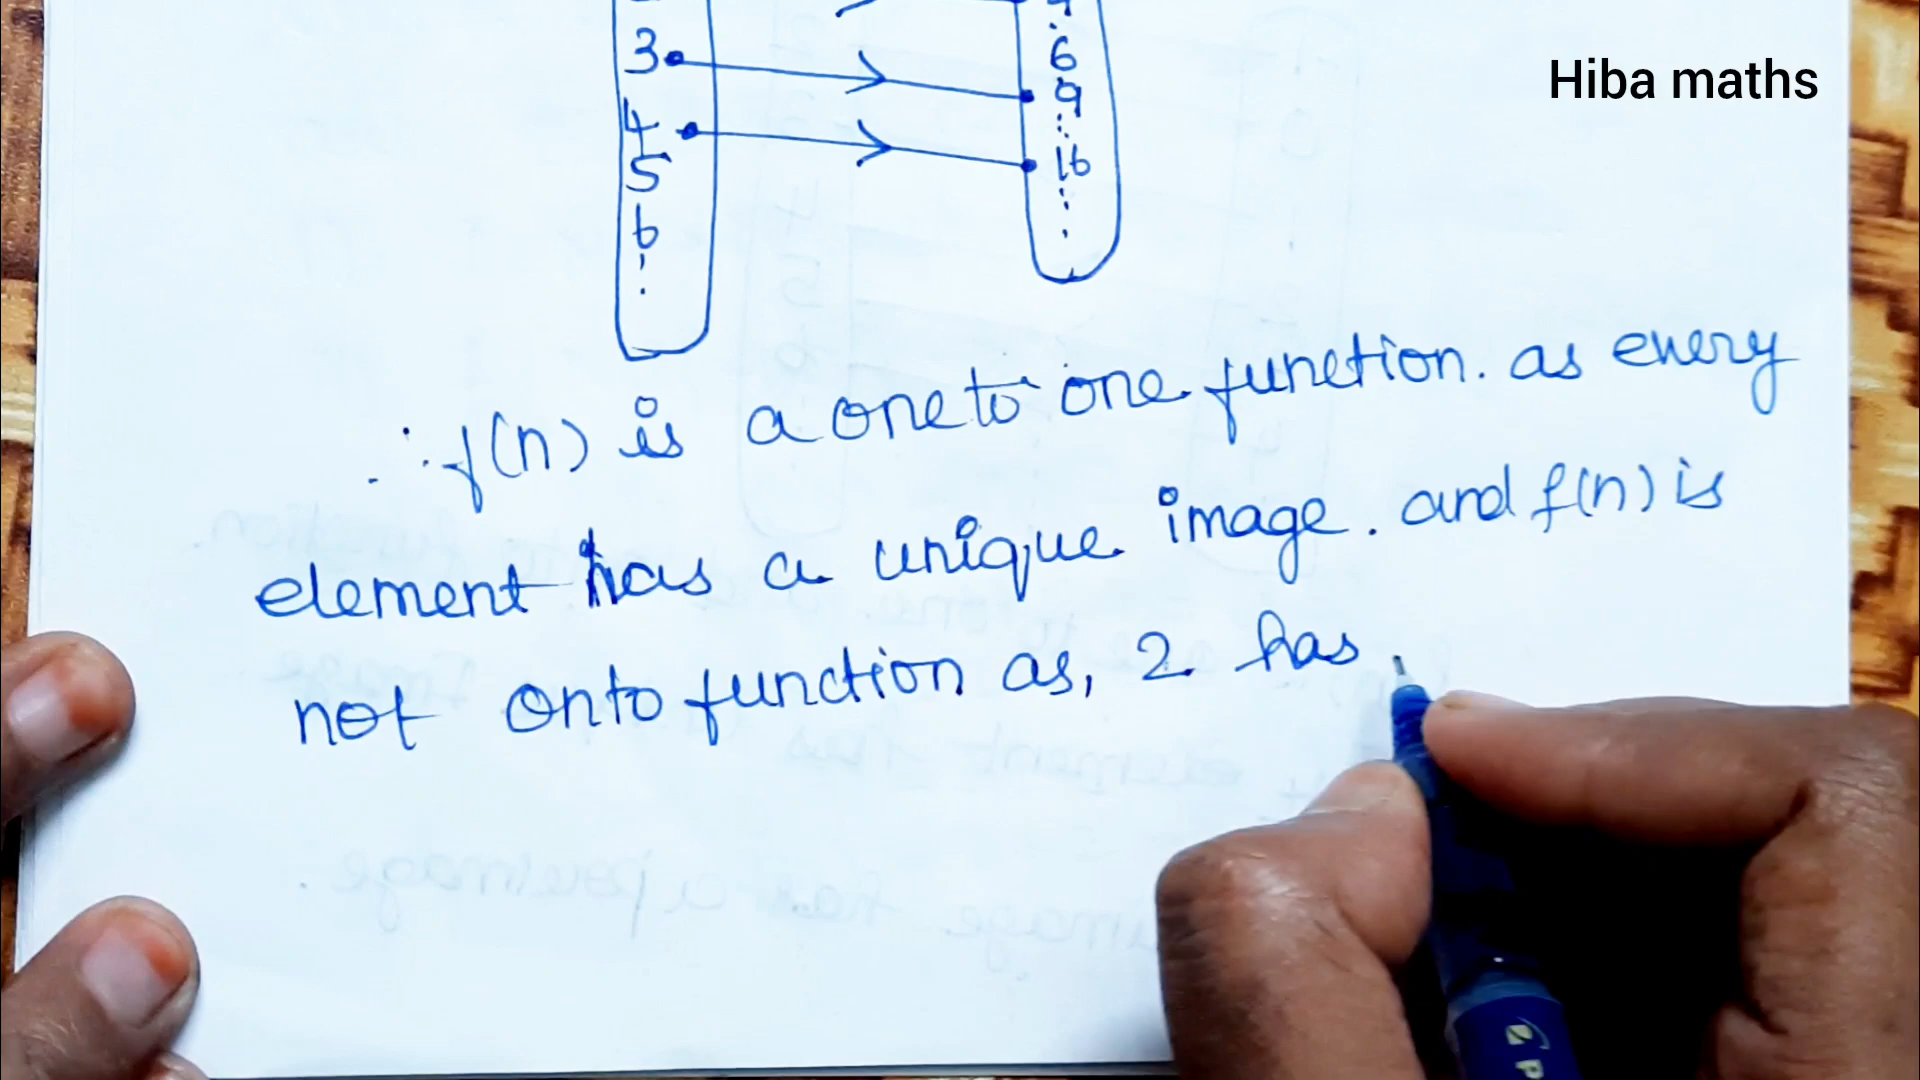 Hiba maths
3
6
9
4
16
5
6
∴ f(n) is a one to one function. as every
element has a unique image. and f(n) is
not onto function as, 2 has